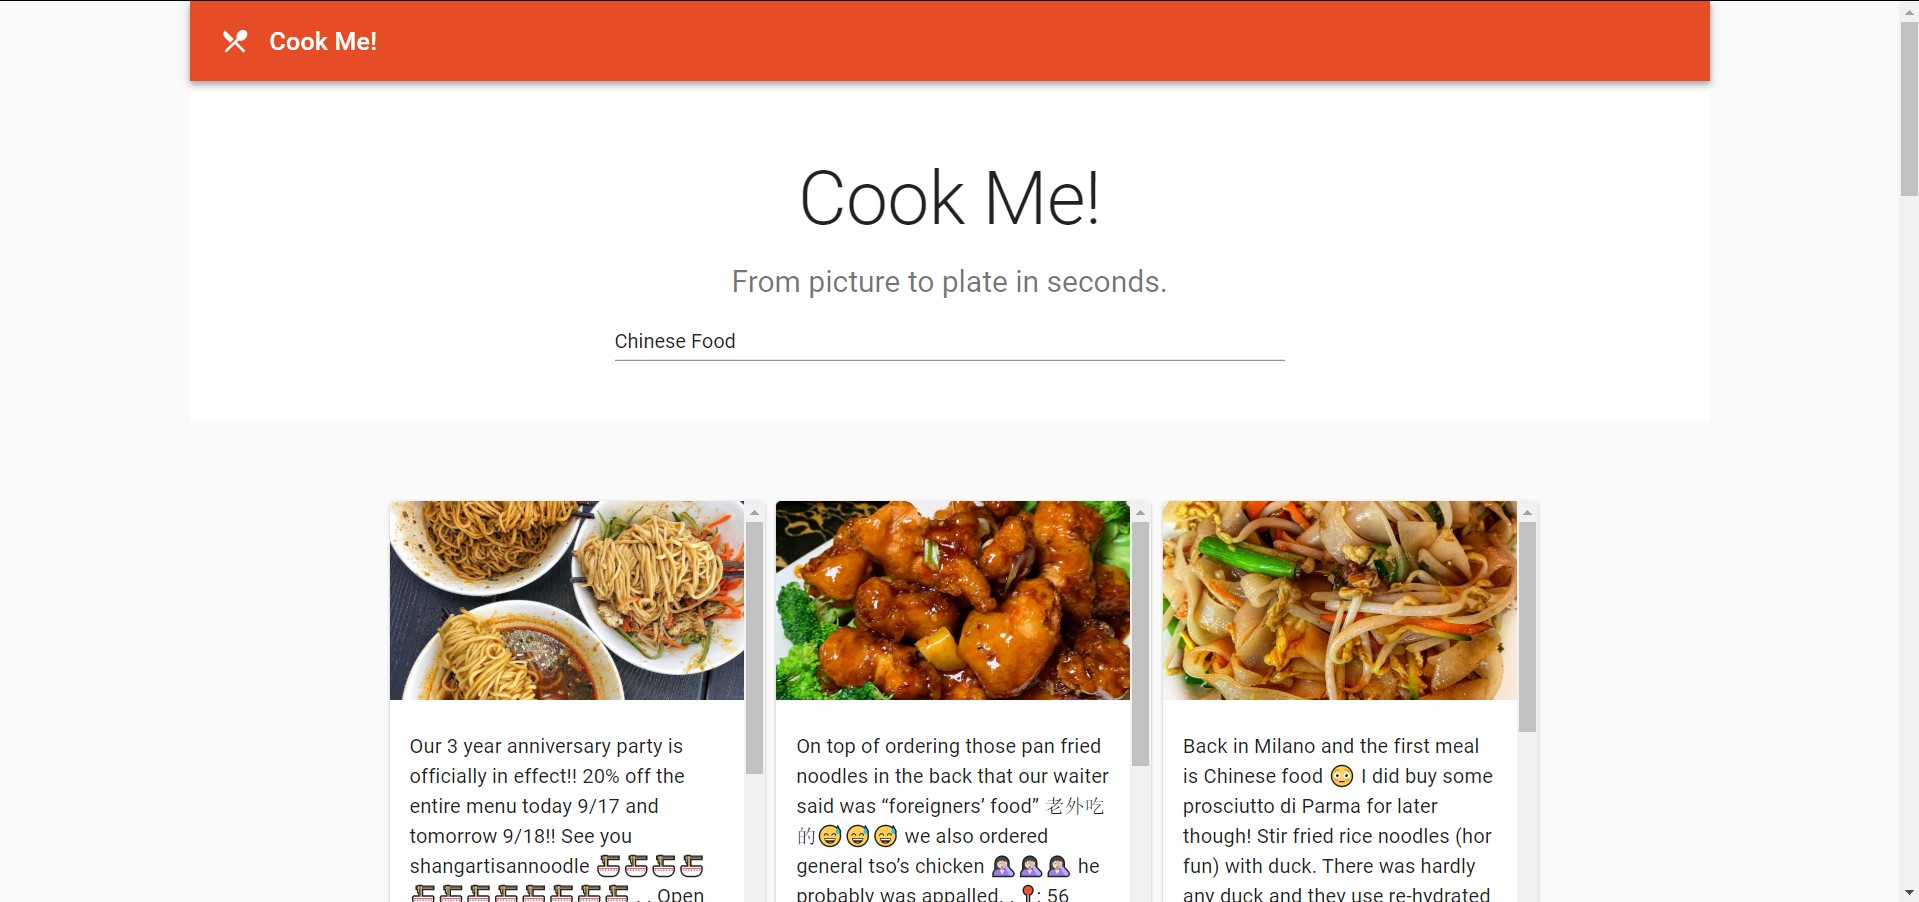 Cook Me!
Cook Me!
From picture to plate in seconds.
Chinese Food
Our 3 year anniversary party is
officially in effect!! 20% off the
entire menu today 9/17 and
tomorrow 9/18!! See you
shangartisannoodle 🍜🍜🍜🍜
🍜🍜🍜🍜🍜🍜🍜🍜 . . Open
On top of ordering those pan fried
noodles in the back that our waiter
said was “foreigners’ food” 老外吃
的😅😅😅 we also ordered
general tso’s chicken 🤦🏻‍♀️🤦🏻‍♀️🤦🏻‍♀️ he
probably was appalled. . 📍: 56
Back in Milano and the first meal
is Chinese food 😳 I did buy some
prosciutto di Parma for later
though! Stir fried rice noodles (hor
fun) with duck. There was hardly
any duck and they use re-hydrated